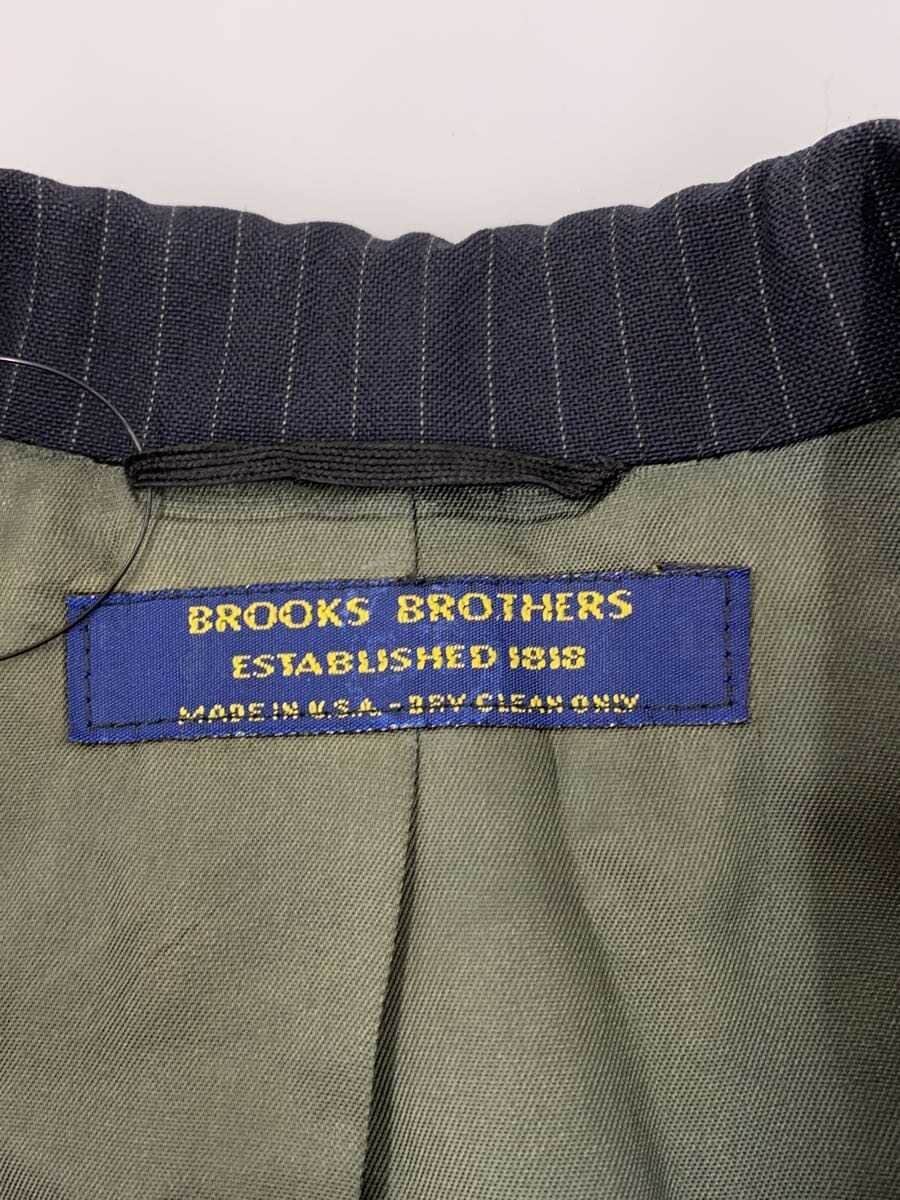 BROOKS BROTHERS
ESTABLISHED 1818
MADE IN U.S.A. - DRY CLEAN ONLY